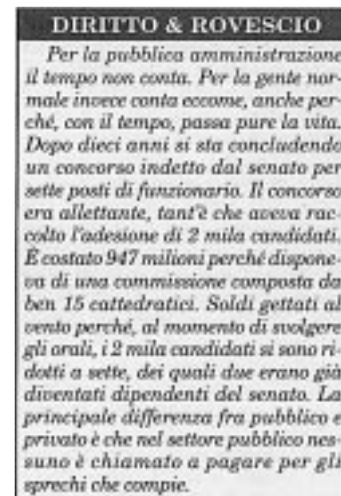 DIRITTO & ROVESCIO
Per la pubblica amministrazione
il tempo non conta. Per la gente nor-
male invece conta eccome, anche per-
ché, con il tempo, passa pure la vita.
Dopo dieci anni si sta concludendo
un concorso indetto dal senato per
sette posti di funzionario. Il concorso
era allettante, tant'è che aveva rac-
colto l'adesione di 2 mila candidati.
È costato 947 milioni perché dispone-
va di una commissione composta da
ben 15 cattedratici. Soldi gettati al
vento perché, al momento di svolgere
gli orali, i 2 mila candidati si sono ri-
dotti a sette, dei quali due erano già
diventati dipendenti del senato. La
principale differenza fra pubblico e
privato è che nel settore pubblico nes-
suno è chiamato a pagare per gli
sprechi che compie.